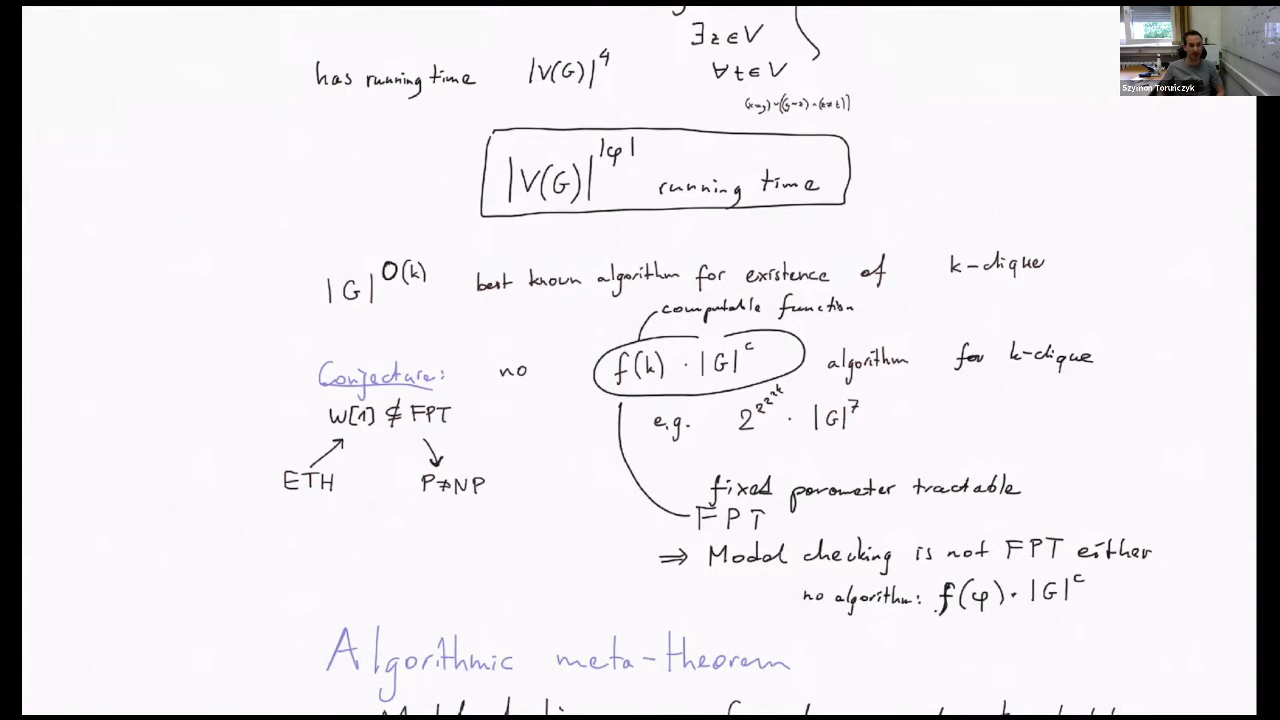 ∃z∈V
has running time |V(G)|^4
∀t∈V
|V(G)|^|φ| running time
|G|^O(k) best known algorithm for existence of k-clique
computable function
Conjecture: no f(k) · |G|^c algorithm for k-clique
W[1] ⊄ FPT
e.g. 2^2^2^2^k · |G|^7
ETH P≠NP
fixed parameter tractable
FPT
⇒ Model checking is not FPT either
no algorithm: f(φ) · |G|^c
Algorithmic meta-theorem
Szymon Toruńczyk